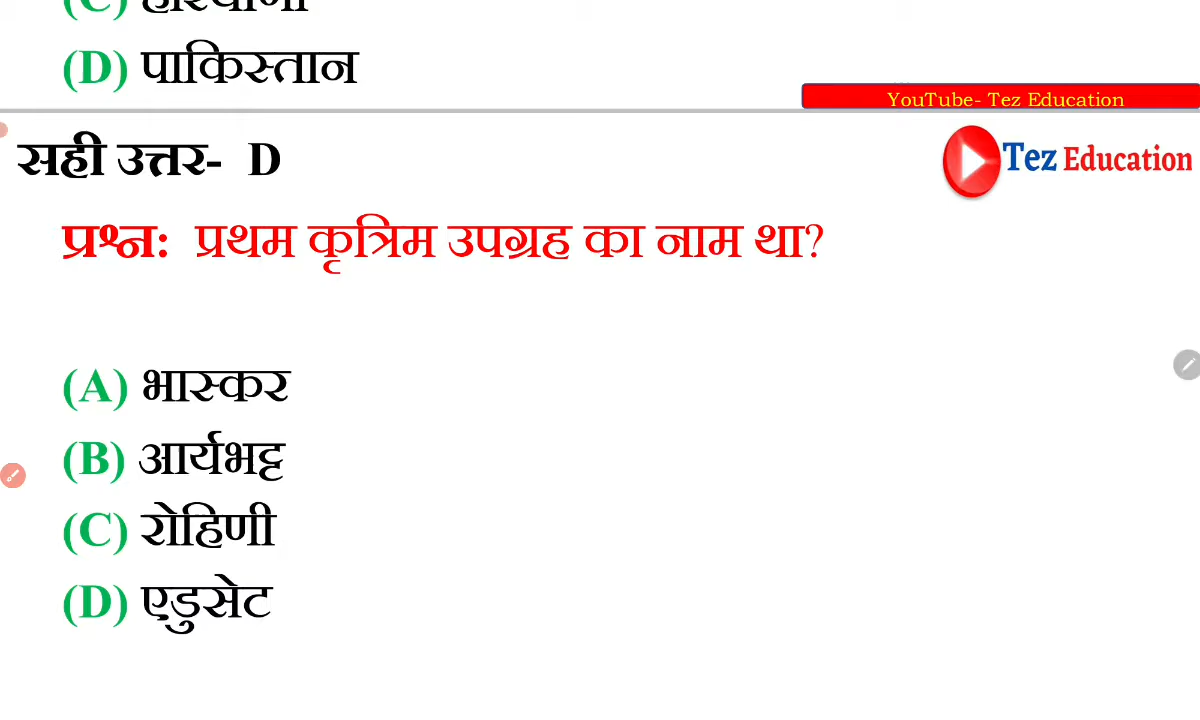 (D) पाकिस्तान
YouTube- Tez Education
सही उत्तर- D
Tez Education
प्रश्न: प्रथम कृत्रिम उपग्रह का नाम था?
(A) भास्कर
(B) आर्यभट्ट
(C) रोहिणी
(D) एडुसेट